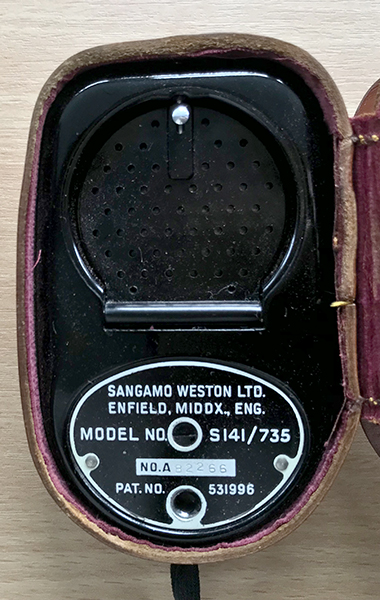 SANGAMO WESTON LTD.
ENFIELD, MIDDX., ENG.
MODEL NO. S141/735
NO. A 82266
PAT. NO. 531996